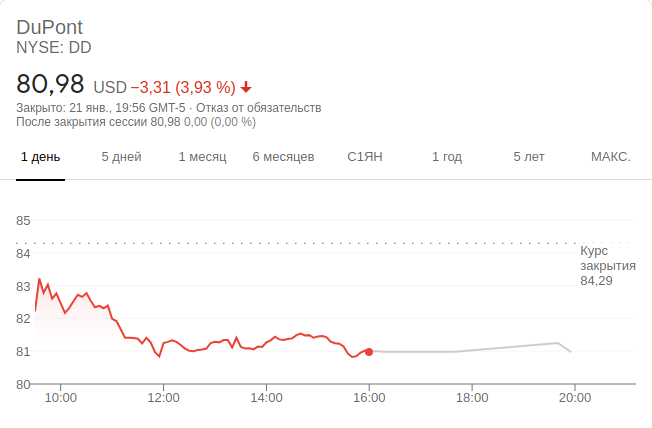 DuPont
NYSE: DD
80,98 USD −3,31 (3,93 %)
Закрыто: 21 янв., 19:56 GMT-5 · Отказ от обязательств
После закрытия сессии 80,98 0,00 (0,00 %)
1 день 5 дней 1 месяц 6 месяцев С1ЯН 1 год 5 лет МАКС.
85
84
83
82
81
80
Курс
закрытия
84,29
10:00 12:00 14:00 16:00 18:00 20:00